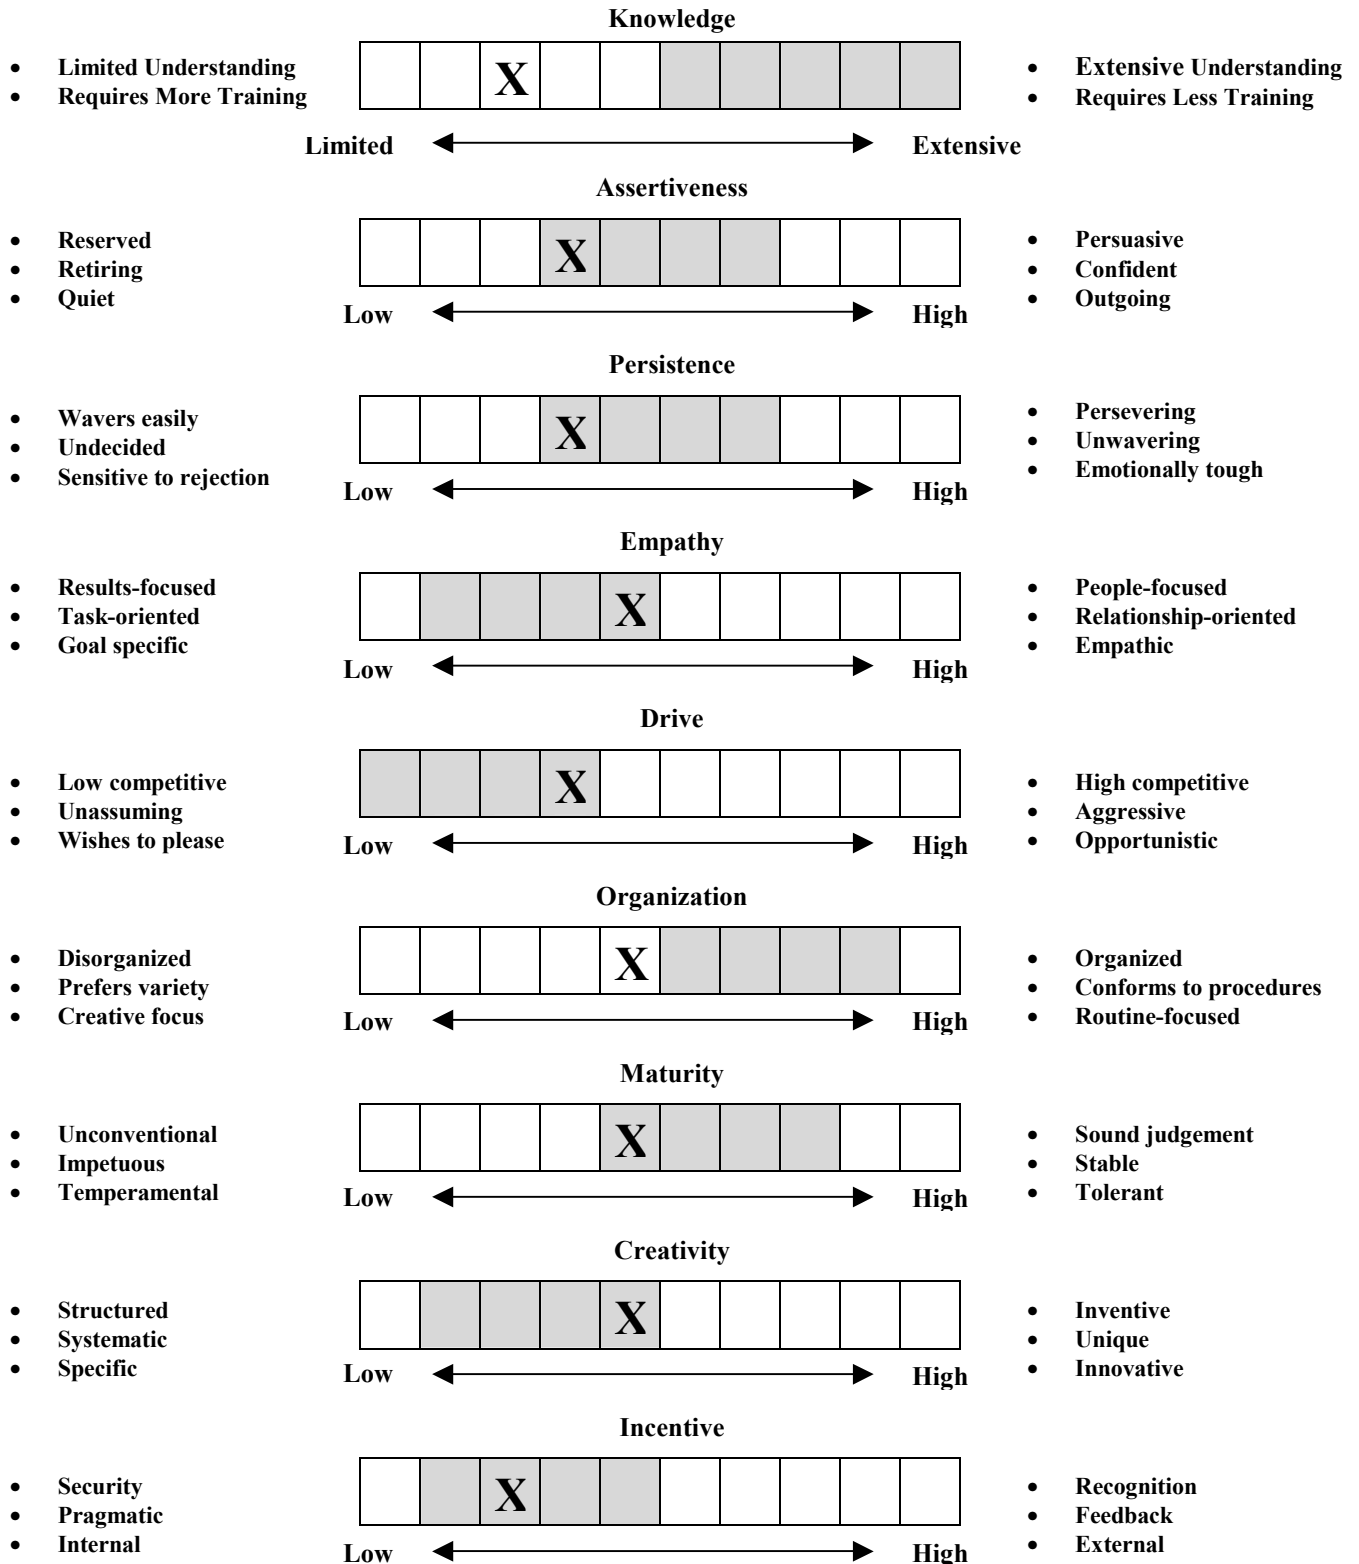 Knowledge
• Limited Understanding
• Requires More Training
X
• Extensive Understanding
• Requires Less Training
Limited Extensive
Assertiveness
• Reserved
• Retiring
• Quiet
X
• Persuasive
• Confident
• Outgoing
Low High
Persistence
• Wavers easily
• Undecided
• Sensitive to rejection
X
• Persevering
• Unwavering
• Emotionally tough
Low High
Empathy
• Results-focused
• Task-oriented
• Goal specific
X
• People-focused
• Relationship-oriented
• Empathic
Low High
Drive
• Low competitive
• Unassuming
• Wishes to please
X
• High competitive
• Aggressive
• Opportunistic
Low High
Organization
• Disorganized
• Prefers variety
• Creative focus
X
• Organized
• Conforms to procedures
• Routine-focused
Low High
Maturity
• Unconventional
• Impetuous
• Temperamental
X
• Sound judgement
• Stable
• Tolerant
Low High
Creativity
• Structured
• Systematic
• Specific
X
• Inventive
• Unique
• Innovative
Low High
Incentive
• Security
• Pragmatic
• Internal
X
• Recognition
• Feedback
• External
Low High